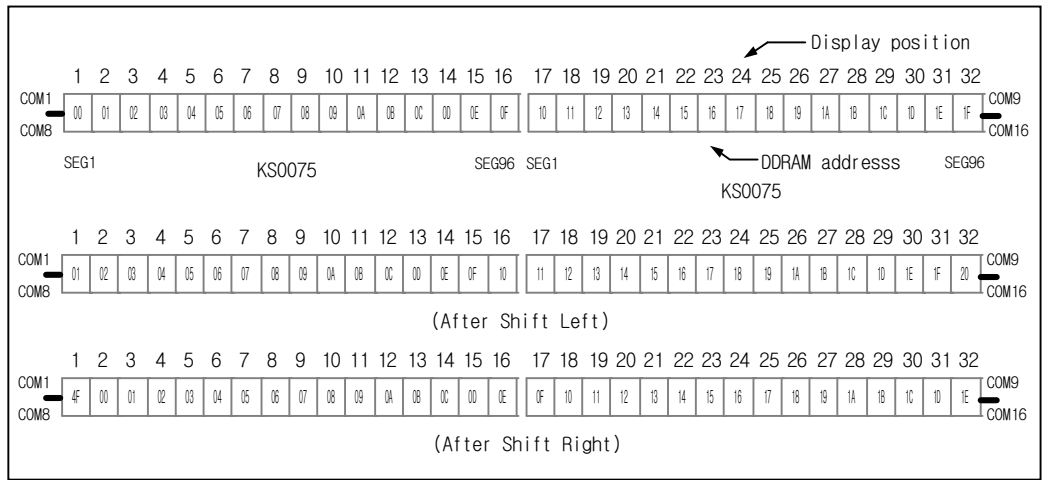 Display position
1 2 3 4 5 6 7 8 9 10 11 12 13 14 15 16 17 18 19 20 21 22 23 24 25 26 27 28 29 30 31 32
COM1 COM9
00 01 02 03 04 05 06 07 08 09 0A 0B 0C 0D 0E 0F 10 11 12 13 14 15 16 17 18 19 1A 1B 1C 1D 1E 1F
COM8 COM16
SEG1 SEG96 SEG1 DDRAM addresss SEG96
KS0075 KS0075
1 2 3 4 5 6 7 8 9 10 11 12 13 14 15 16 17 18 19 20 21 22 23 24 25 26 27 28 29 30 31 32
COM1 COM9
01 02 03 04 05 06 07 08 09 0A 0B 0C 0D 0E 0F 10 11 12 13 14 15 16 17 18 19 1A 1B 1C 1D 1E 1F 20
COM8 COM16
(After Shift Left)
1 2 3 4 5 6 7 8 9 10 11 12 13 14 15 16 17 18 19 20 21 22 23 24 25 26 27 28 29 30 31 32
COM1 COM9
4F 00 01 02 03 04 05 06 07 08 09 0A 0B 0C 0D 0E 0F 10 11 12 13 14 15 16 17 18 19 1A 1B 1C 1D 1E
COM8 COM16
(After Shift Right)